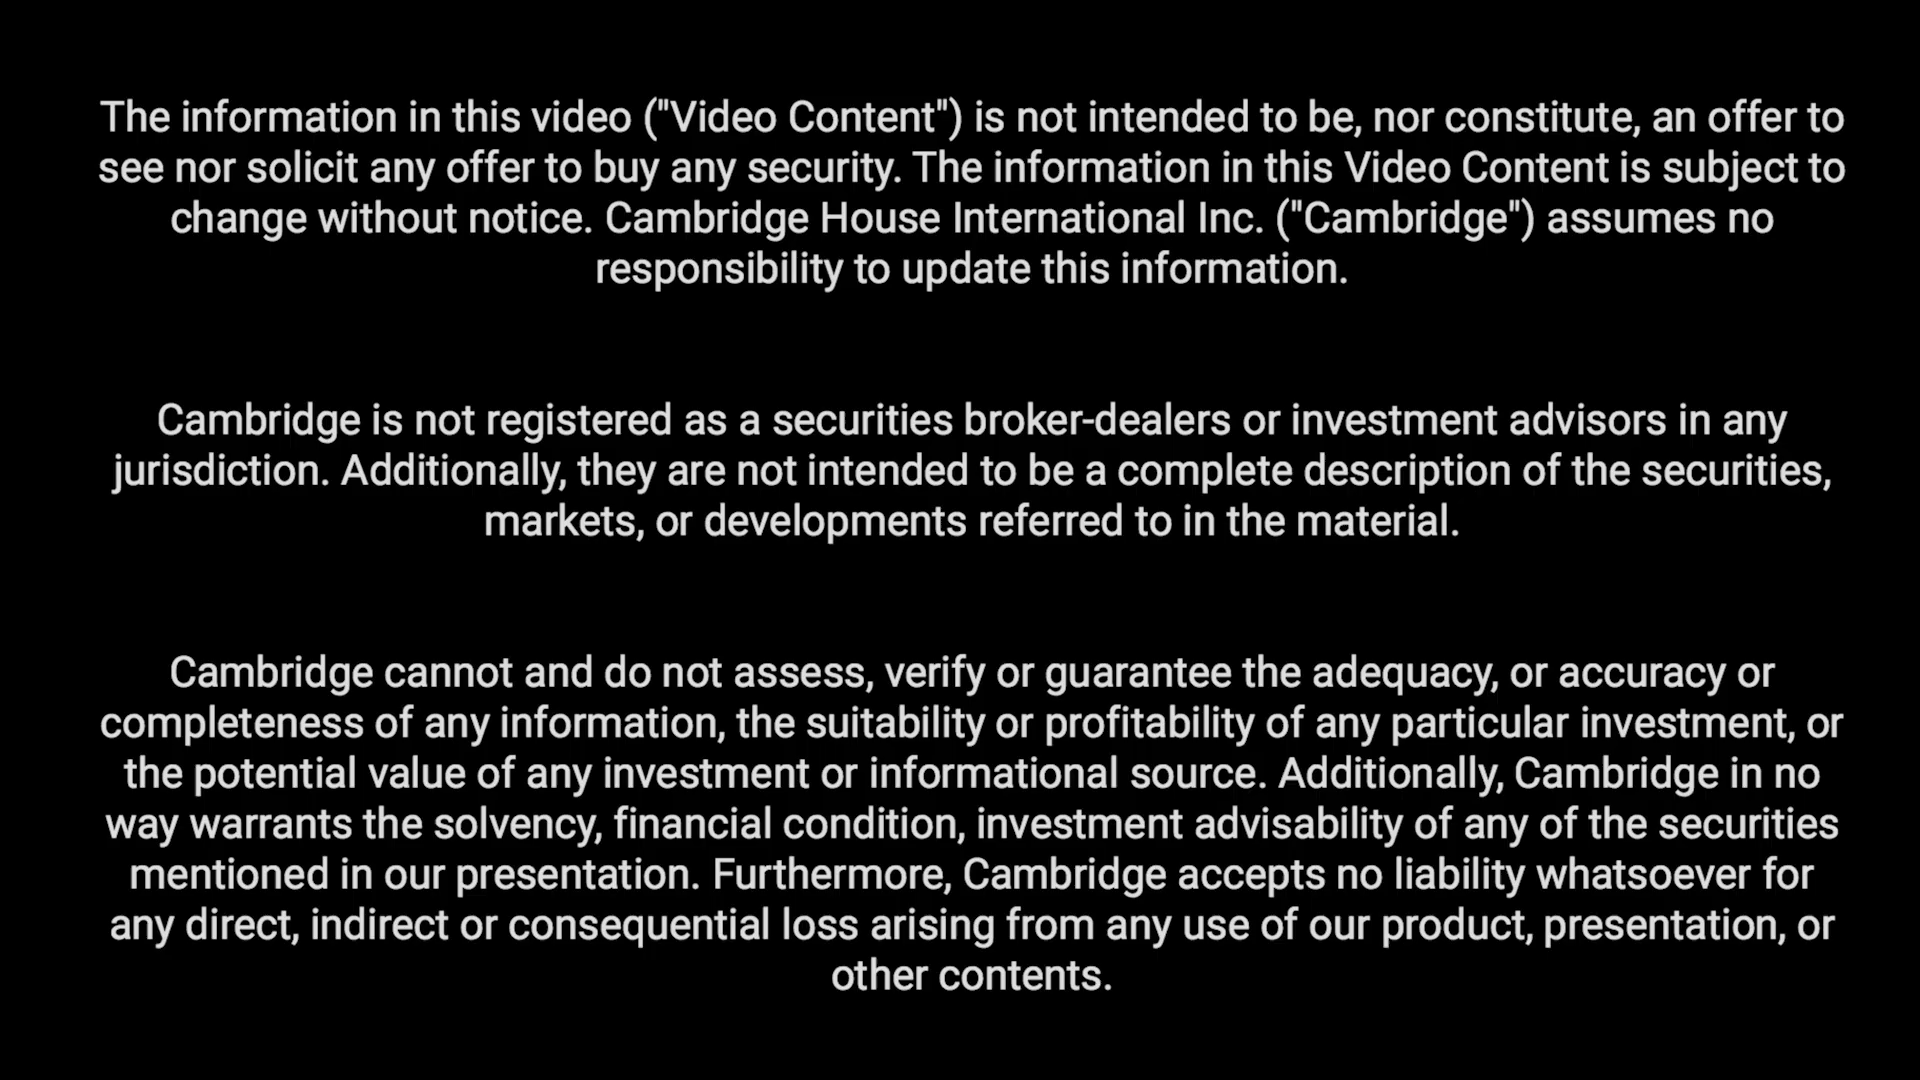 The information in this video ("Video Content") is not intended to be, nor constitute, an offer to
see nor solicit any offer to buy any security. The information in this Video Content is subject to
change without notice. Cambridge House International Inc. ("Cambridge") assumes no
responsibility to update this information.
Cambridge is not registered as a securities broker-dealers or investment advisors in any
jurisdiction. Additionally, they are not intended to be a complete description of the securities,
markets, or developments referred to in the material.
Cambridge cannot and do not assess, verify or guarantee the adequacy, or accuracy or
completeness of any information, the suitability or profitability of any particular investment, or
the potential value of any investment or informational source. Additionally, Cambridge in no
way warrants the solvency, financial condition, investment advisability of any of the securities
mentioned in our presentation. Furthermore, Cambridge accepts no liability whatsoever for
any direct, indirect or consequential loss arising from any use of our product, presentation, or
other contents.